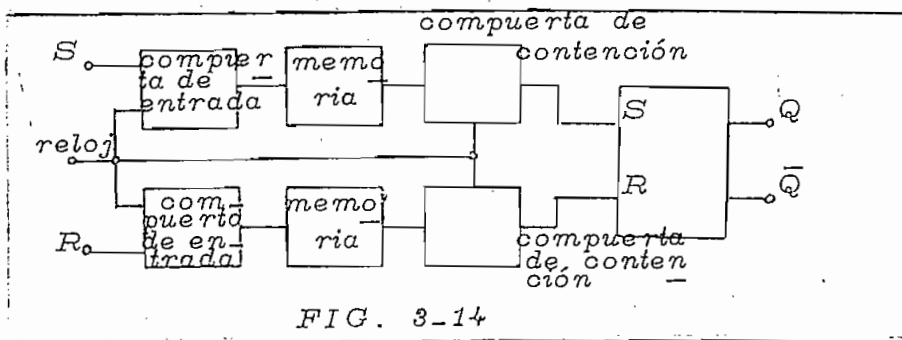 compuerta de
contención
S
compier
ta de
entrada
memo
ria
S
Q
reloj
R
Q̄
com-
puerta
de en-
trada
memo
ria
R
compuerta
de conten
ción
FIG. 3-14